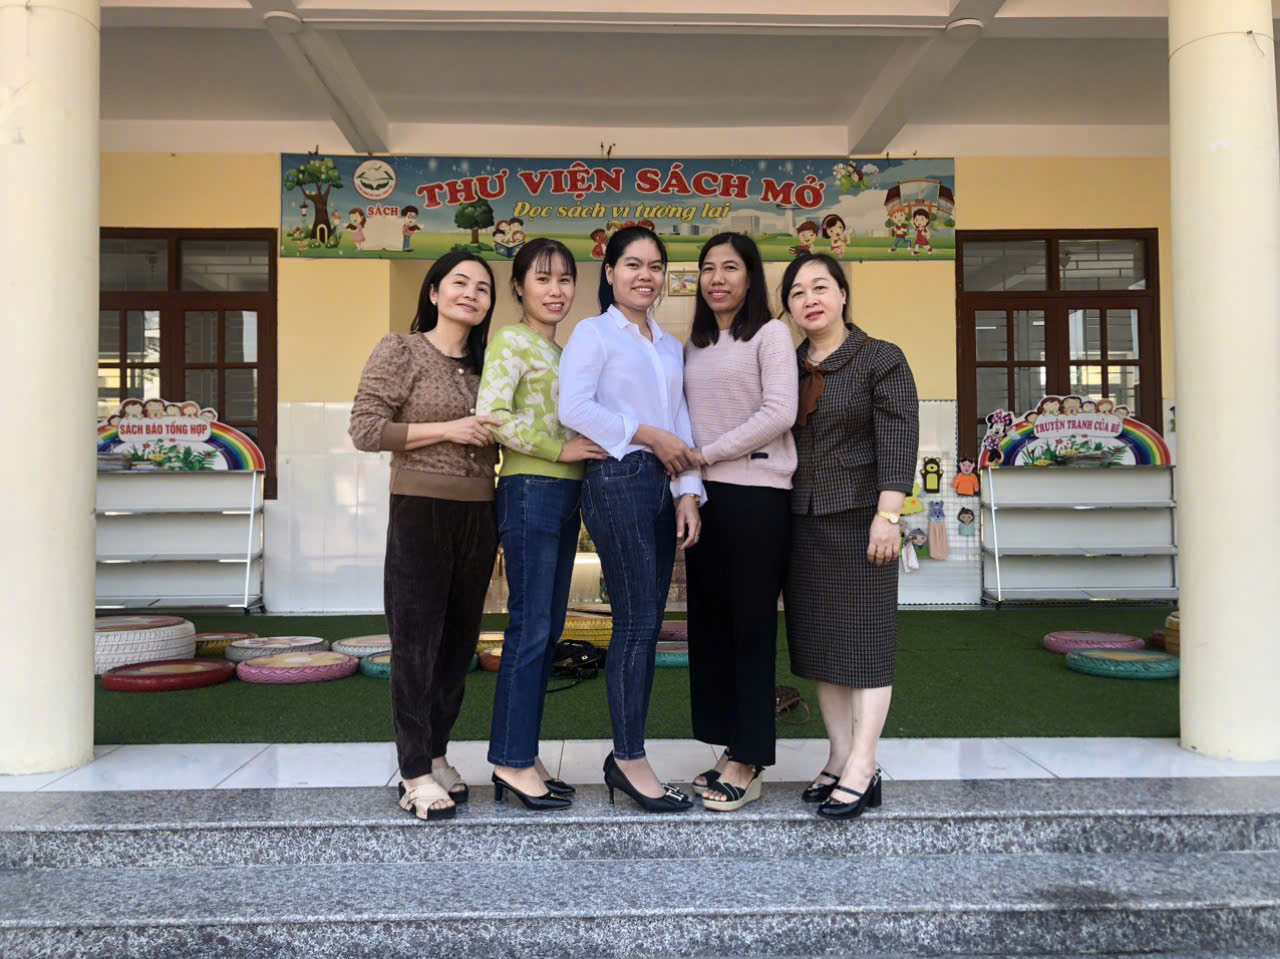 THƯ VIỆN SÁCH MỞ
Đọc sách vì tương lai
SÁCH
SÁCH BÁO TỔNG HỢP
TRUYỆN TRANH CỦA BÉ